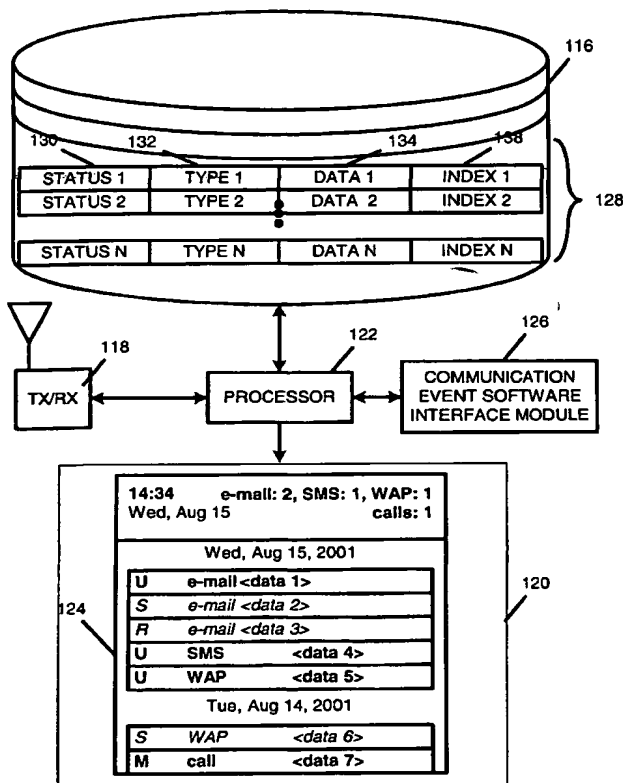 116
130 132 134 138
STATUS 1 TYPE 1 DATA 1 INDEX 1
STATUS 2 TYPE 2 DATA 2 INDEX 2
128
STATUS N TYPE N DATA N INDEX N
118 122 126
TX/RX
PROCESSOR
COMMUNICATION
EVENT SOFTWARE
INTERFACE MODULE
14:34 e-mail: 2, SMS: 1, WAP: 1
Wed, Aug 15 calls: 1
Wed, Aug 15, 2001
U e-mail <data 1>
S e-mail <data 2>
R e-mail <data 3>
U SMS <data 4>
U WAP <data 5>
Tue, Aug 14, 2001
S WAP <data 6>
M call <data 7>
124
120